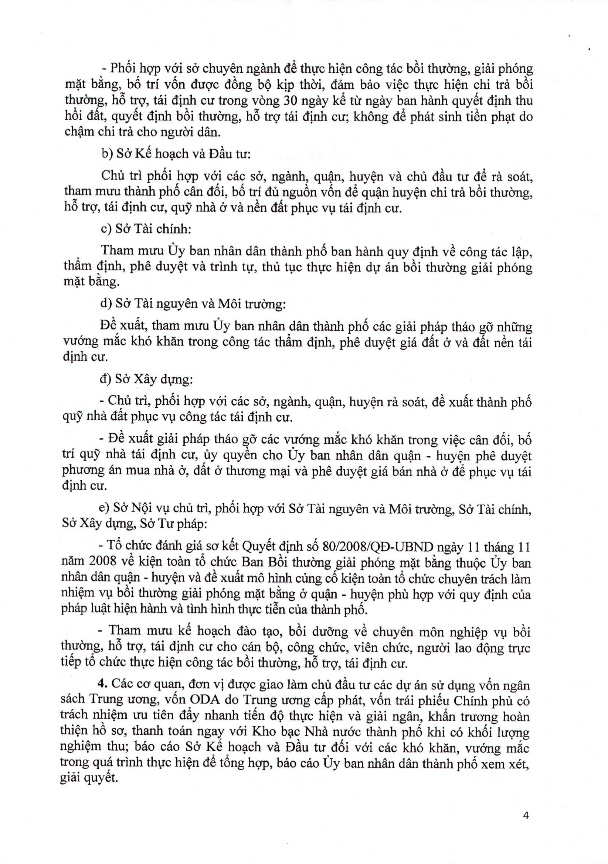 - Phối hợp với sở chuyên ngành để thực hiện công tác bồi thường, giải phóng
mặt bằng, bố trí vốn được đồng bộ kịp thời, đảm bảo việc thực hiện chi trả bồi
thường, hỗ trợ, tái định cư trong vòng 30 ngày kể từ ngày ban hành quyết định thu
hồi đất, quyết định bồi thường, hỗ trợ tái định cư; không để phát sinh tiền phạt do
chậm chi trả cho người dân.
b) Sở Kế hoạch và Đầu tư:
Chủ trì phối hợp với các sở, ngành, quận, huyện và chủ đầu tư để rà soát,
tham mưu thành phố cân đối, bố trí đủ nguồn vốn để quận huyện chi trả bồi thường,
hỗ trợ, tái định cư, quỹ nhà ở và nền đất phục vụ tái định cư.
c) Sở Tài chính:
Tham mưu Ủy ban nhân dân thành phố ban hành quy định về công tác lập,
thẩm định, phê duyệt và trình tự, thủ tục thực hiện dự án bồi thường giải phóng
mặt bằng.
d) Sở Tài nguyên và Môi trường:
Đề xuất, tham mưu Ủy ban nhân dân thành phố các giải pháp tháo gỡ những
vướng mắc khó khăn trong công tác thẩm định, phê duyệt giá đất ở và đất nền tái
định cư.
đ) Sở Xây dựng:
- Chủ trì, phối hợp với các sở, ngành, quận, huyện rà soát, đề xuất thành phố
quỹ nhà đất phục vụ công tác tái định cư.
- Đề xuất giải pháp tháo gỡ các vướng mắc khó khăn trong việc cân đối, bố
trí quỹ nhà tái định cư, ủy quyền cho Ủy ban nhân dân quận - huyện phê duyệt
phương án mua nhà ở, đất ở thương mại và phê duyệt giá bán nhà ở để phục vụ tái
định cư.
e) Sở Nội vụ chủ trì, phối hợp với Sở Tài nguyên và Môi trường, Sở Tài chính,
Sở Xây dựng, Sở Tư pháp:
- Tổ chức đánh giá sơ kết Quyết định số 80/2008/QĐ-UBND ngày 11 tháng 11
năm 2008 về kiện toàn tổ chức Ban Bồi thường giải phóng mặt bằng thuộc Ủy ban
nhân dân quận - huyện và đề xuất mô hình củng cố kiện toàn tổ chức chuyên trách làm
nhiệm vụ bồi thường giải phóng mặt bằng ở quận - huyện phù hợp với quy định của
pháp luật hiện hành và tình hình thực tiễn của thành phố.
- Tham mưu kế hoạch đào tạo, bồi dưỡng về chuyên môn nghiệp vụ bồi
thường, hỗ trợ, tái định cư cho cán bộ, công chức, viên chức, người lao động trực
tiếp tổ chức thực hiện công tác bồi thường, hỗ trợ, tái định cư.
4. Các cơ quan, đơn vị được giao làm chủ đầu tư các dự án sử dụng vốn ngân
sách Trung ương, vốn ODA do Trung ương cấp phát, vốn trái phiếu Chính phủ có
trách nhiệm ưu tiên đẩy nhanh tiến độ thực hiện và giải ngân, khẩn trương hoàn
thiện hồ sơ, thanh toán ngay với Kho bạc Nhà nước thành phố khi có khối lượng
nghiệm thu; báo cáo Sở Kế hoạch và Đầu tư đối với các khó khăn, vướng mắc
trong quá trình thực hiện để tổng hợp, báo cáo Ủy ban nhân dân thành phố xem xét,
giải quyết.
4